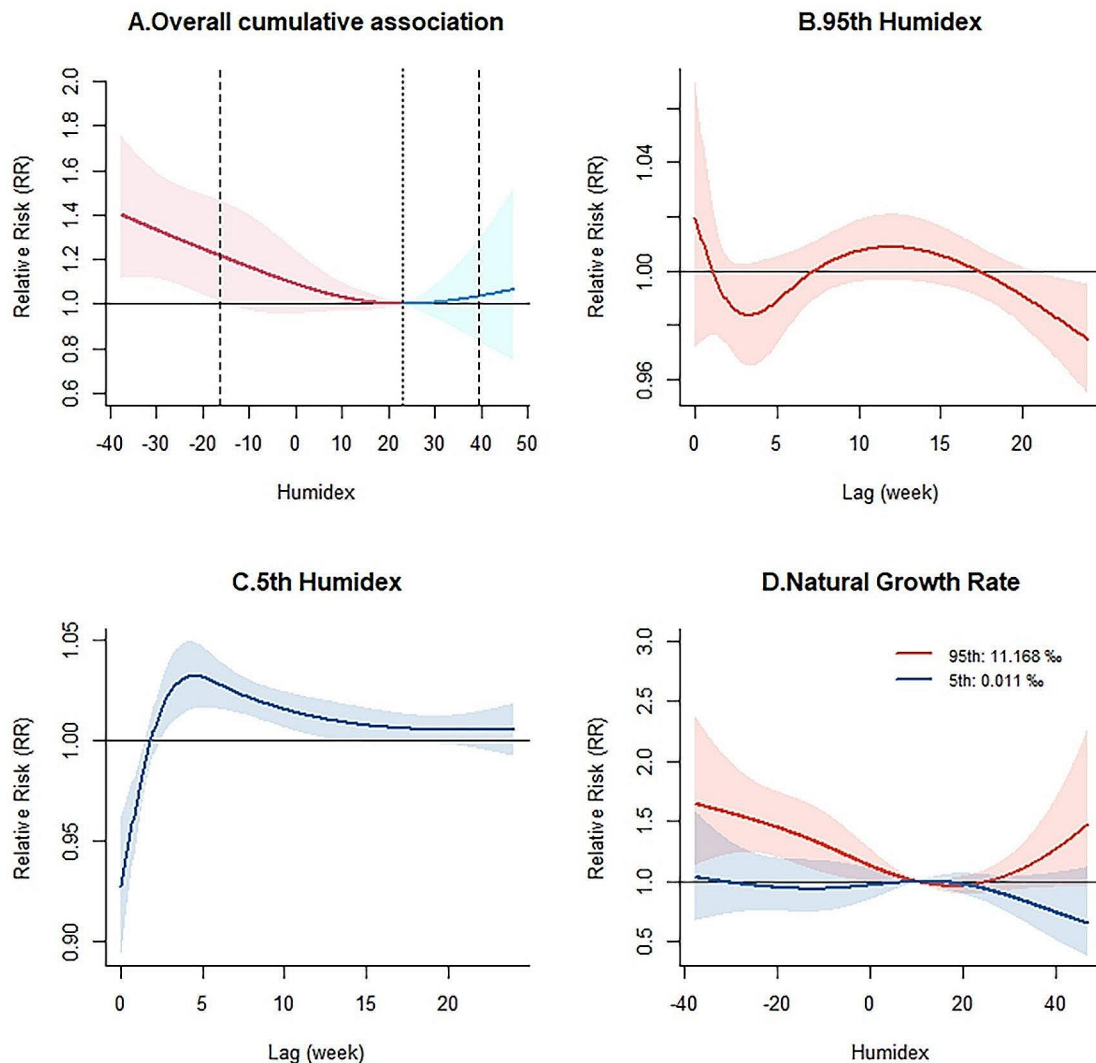 A.Overall cumulative association
Relative Risk (RR)
2.0
1.8
1.6
1.4
1.2
1.0
0.8
0.6
-40 -30 -20 -10 0 10 20 30 40 50
Humidex
B.95th Humidex
Relative Risk (RR)
1.04
1.00
0.96
0 5 10 15 20
Lag (week)
C.5th Humidex
Relative Risk (RR)
1.05
1.00
0.95
0.90
0 5 10 15 20
Lag (week)
D.Natural Growth Rate
Relative Risk (RR)
3.0
2.5
2.0
1.5
1.0
0.5
95th: 11.168 ‰
5th: 0.011 ‰
-40 -20 0 20 40
Humidex